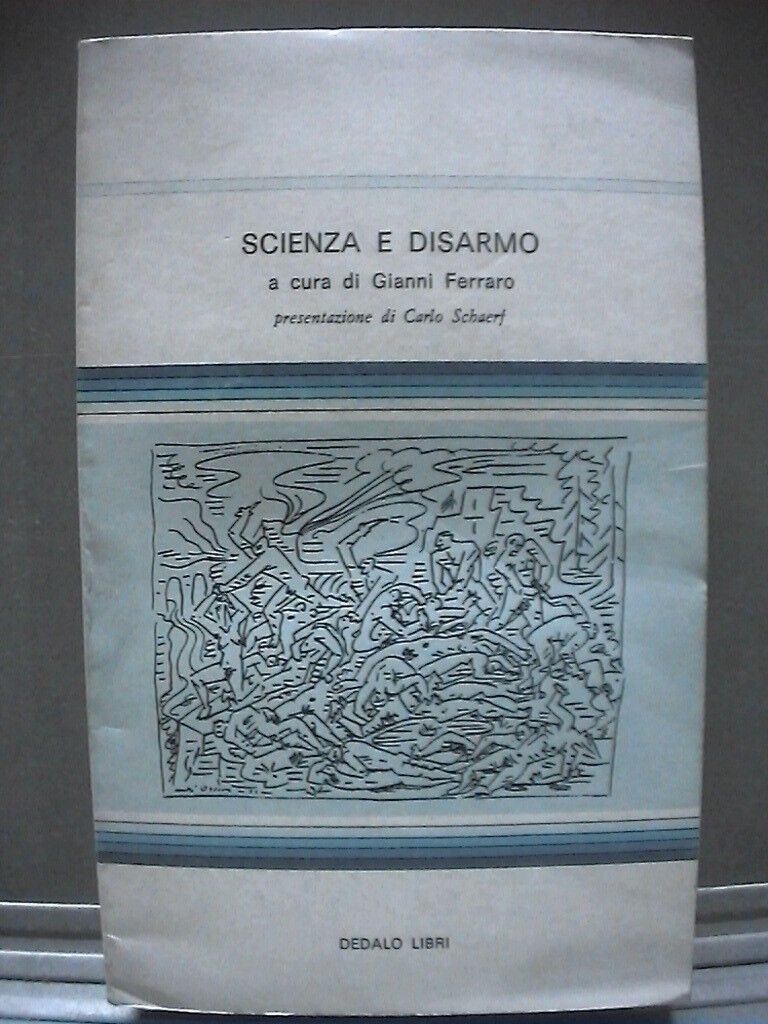 SCIENZA E DISARMO
a cura di Gianni Ferraro
presentazione di Carlo Schaerf
DEDALO LIBRI